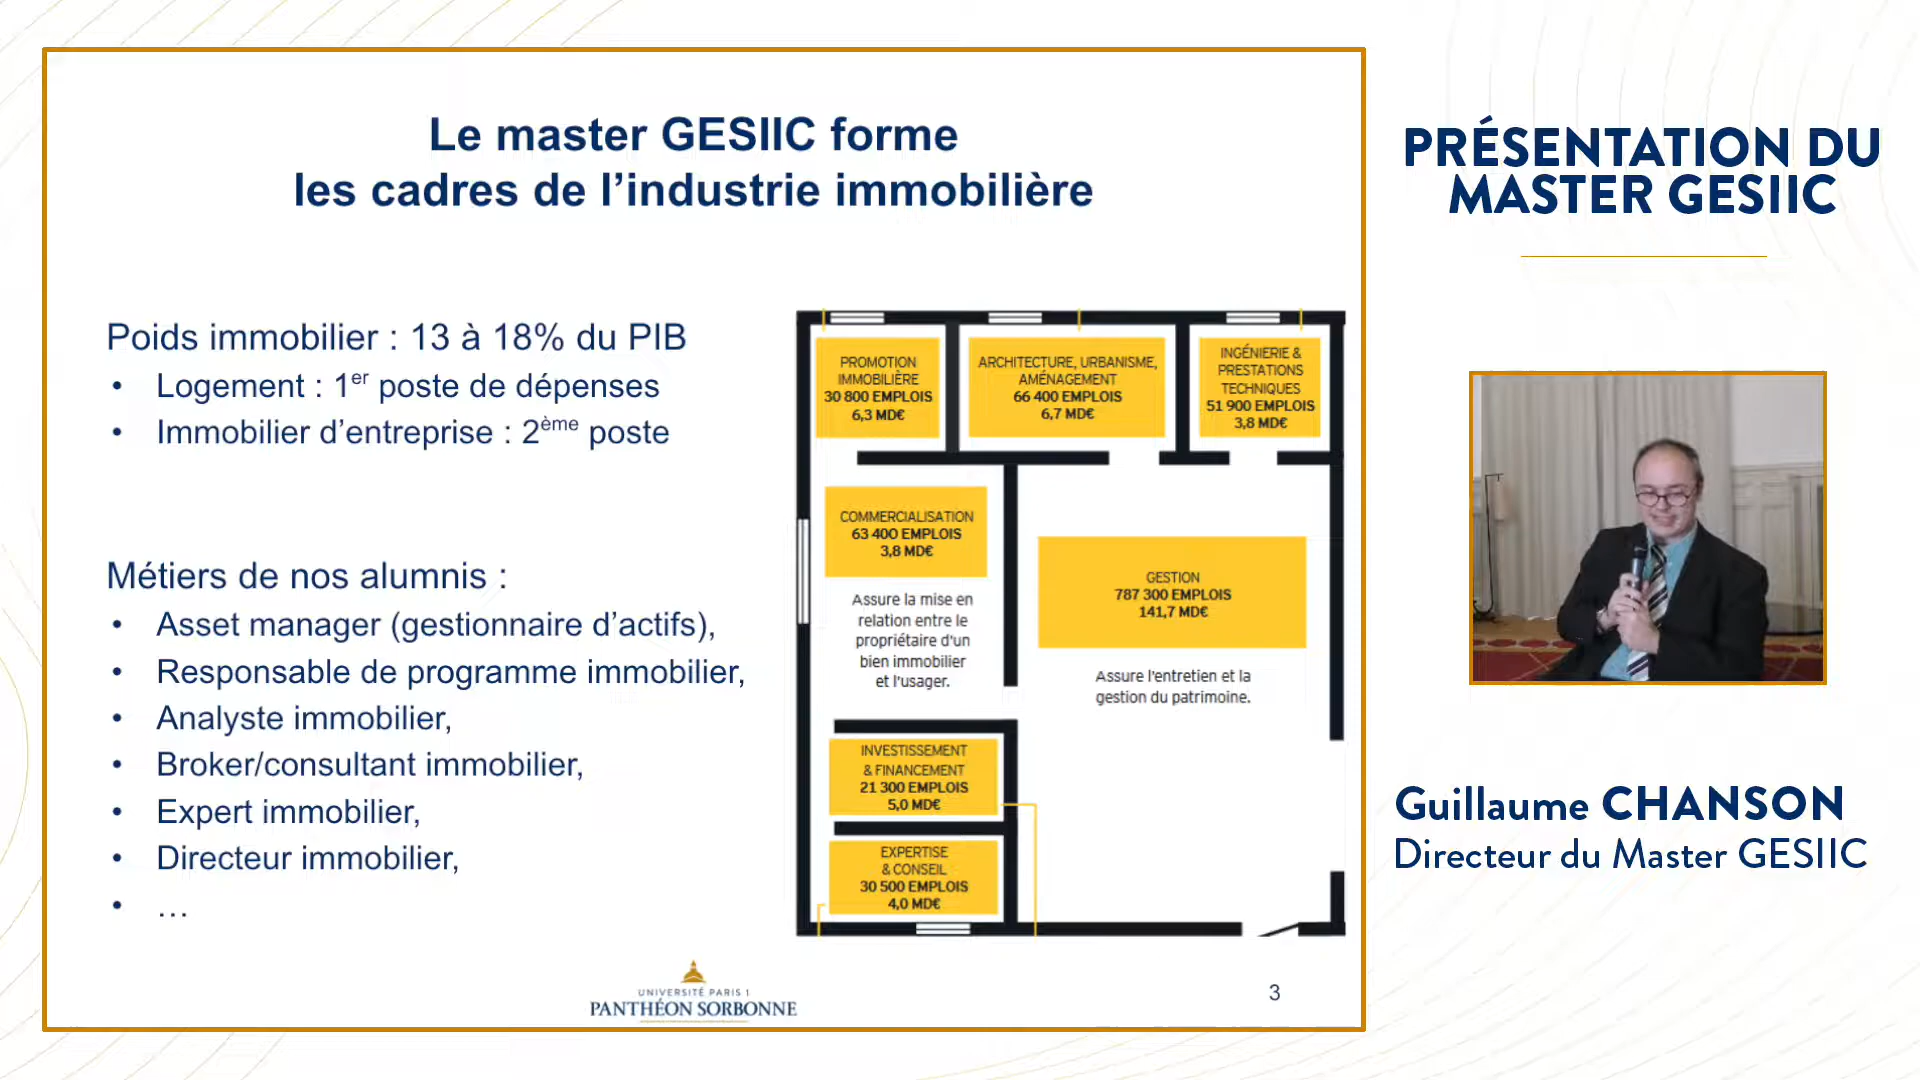 Le master GESIIC forme
les cadres de l’industrie immobilière
Poids immobilier : 13 à 18% du PIB
• Logement : 1er poste de dépenses
• Immobilier d’entreprise : 2ème poste
Métiers de nos alumnis :
• Asset manager (gestionnaire d’actifs),
• Responsable de programme immobilier,
• Analyste immobilier,
• Broker/consultant immobilier,
• Expert immobilier,
• Directeur immobilier,
• …
PROMOTION
IMMOBILIÈRE
30 800 EMPLOIS
6,3 MD€
ARCHITECTURE, URBANISME,
AMÉNAGEMENT
66 400 EMPLOIS
6,7 MD€
INGÉNIERIE &
PRESTATIONS
TECHNIQUES
51 900 EMPLOIS
3,8 MD€
COMMERCIALISATION
63 400 EMPLOIS
3,8 MD€
Assure la mise en
relation entre le
propriétaire d’un
bien immobilier
et l’usager.
GESTION
787 300 EMPLOIS
141,7 MD€
Assure l’entretien et la
gestion du patrimoine.
INVESTISSEMENT
& FINANCEMENT
21 300 EMPLOIS
5,0 MD€
EXPERTISE
& CONSEIL
30 500 EMPLOIS
4,0 MD€
UNIVERSITÉ PARIS 1
PANTHÉON SORBONNE
3
PRÉSENTATION DU
MASTER GESIIC
Guillaume CHANSON
Directeur du Master GESIIC